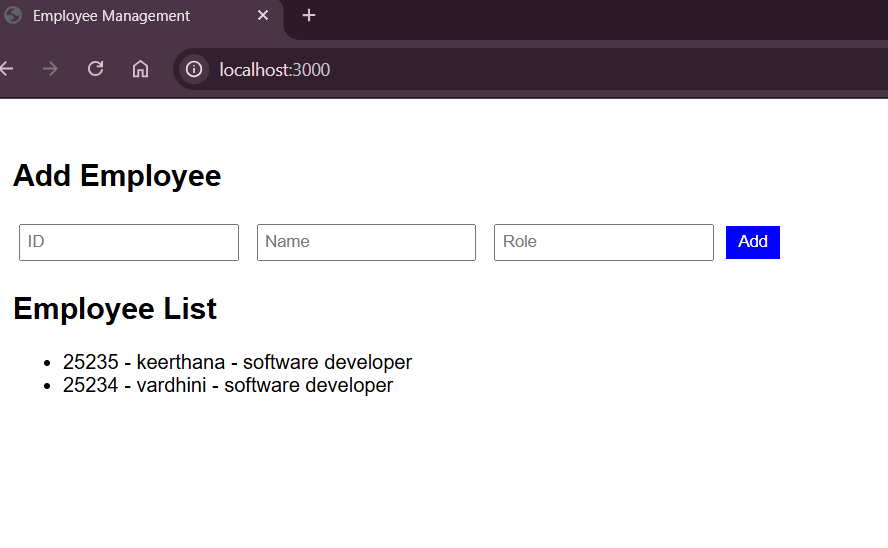 Employee Management
localhost:3000
Add Employee
ID Name Role Add
Employee List
25235 - keerthana - software developer
25234 - vardhini - software developer